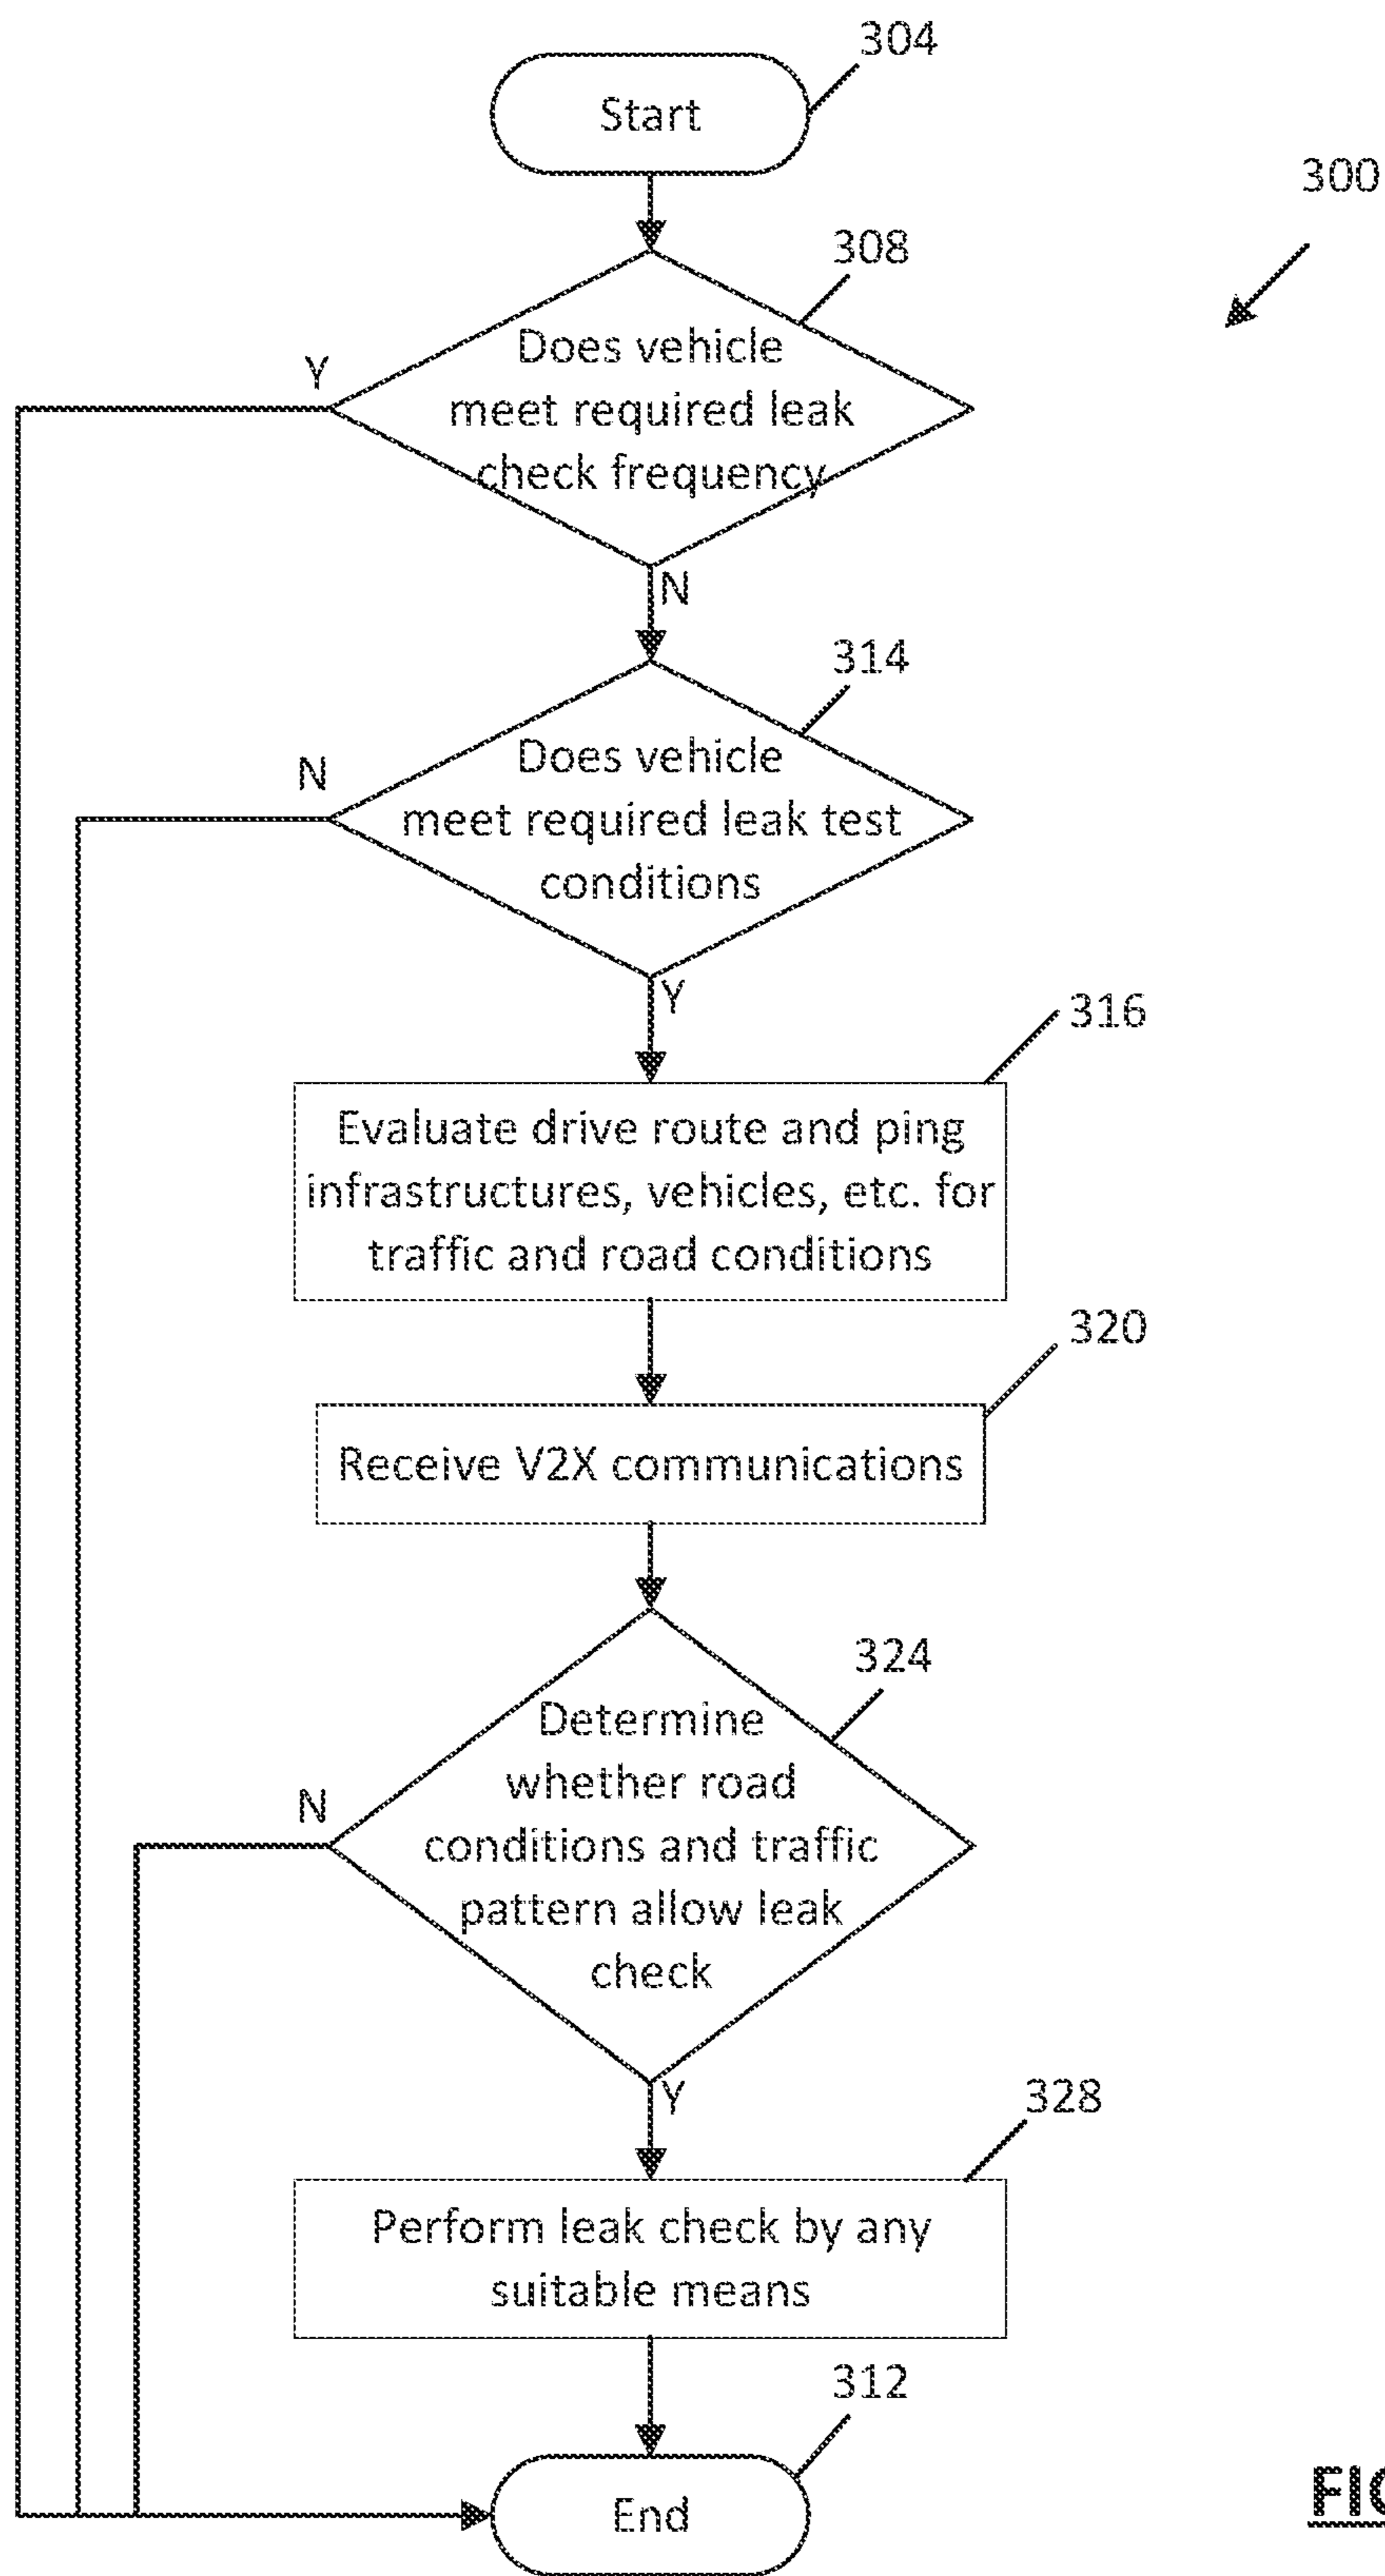 304
Start
300
308
Does vehicle
meet required leak
check frequency
Y
N
314
Does vehicle
meet required leak test
conditions
N
Y
316
Evaluate drive route and ping
infrastructures, vehicles, etc. for
traffic and road conditions
320
Receive V2X communications
324
Determine
whether road
conditions and traffic
pattern allow leak
check
N
Y
328
Perform leak check by any
suitable means
312
End